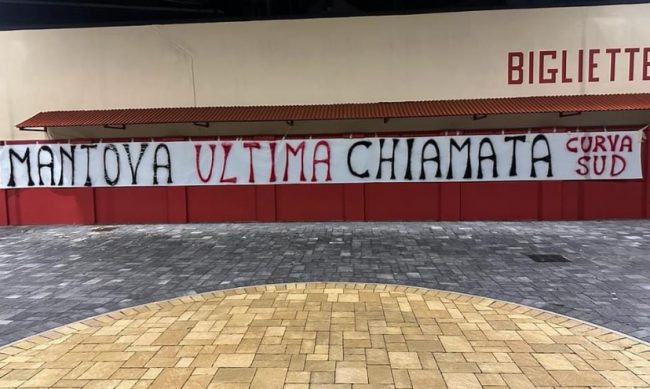 BIGLIETTE
MANTOVA ULTIMA CHIAMATA CURVA
SUD